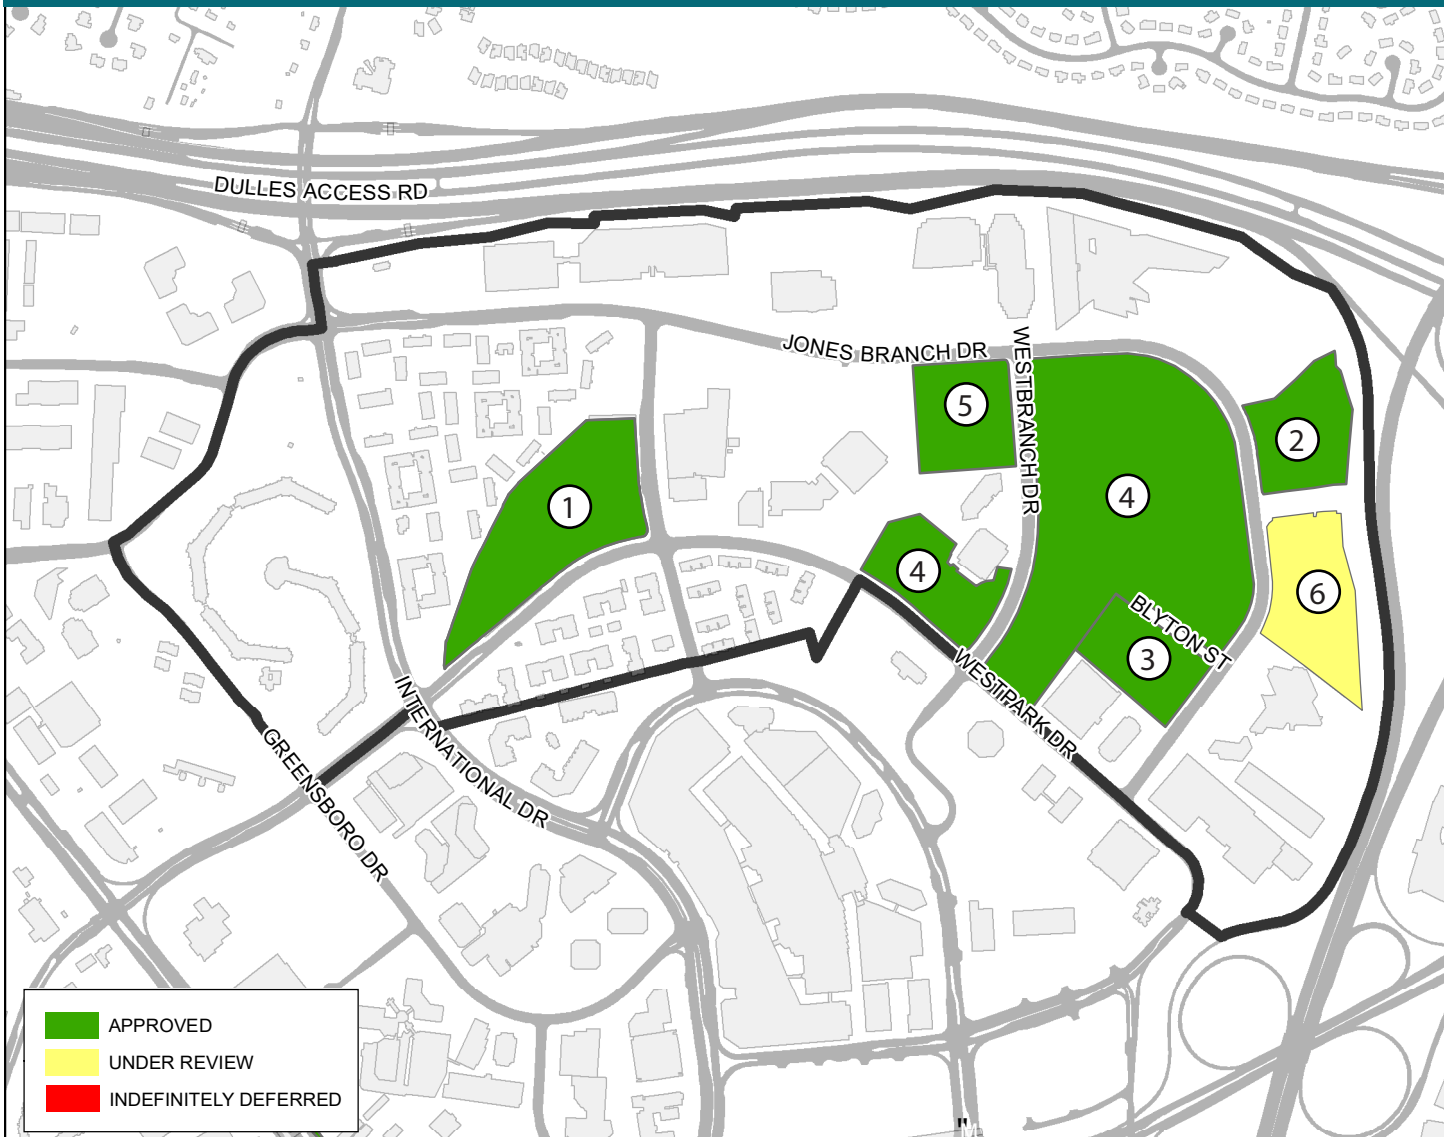 DULLES ACCESS RD
JONES BRANCH DR
WESTBRANCH DR
5
2
4
1
4
6
BLYTON ST
3
WESTPARK DR
INTERNATIONAL DR
GREENSBORO DR
APPROVED
UNDER REVIEW
INDEFINITELY DEFERRED